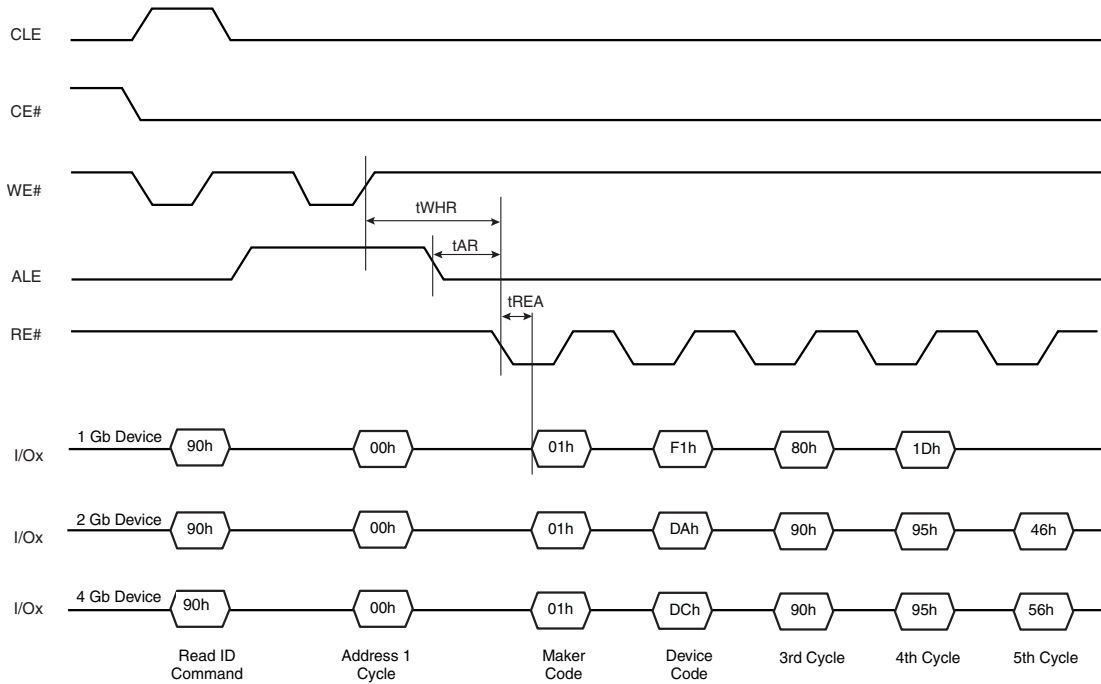 CLE
CE#
WE#
tWHR
tAR
ALE
tREA
RE#
1 Gb Device
I/Ox
90h
00h
01h
F1h
80h
1Dh
2 Gb Device
I/Ox
90h
00h
01h
DAh
90h
95h
46h
4 Gb Device
I/Ox
90h
00h
01h
DCh
90h
95h
56h
Read ID
Command
Address 1
Cycle
Maker
Code
Device
Code
3rd Cycle
4th Cycle
5th Cycle